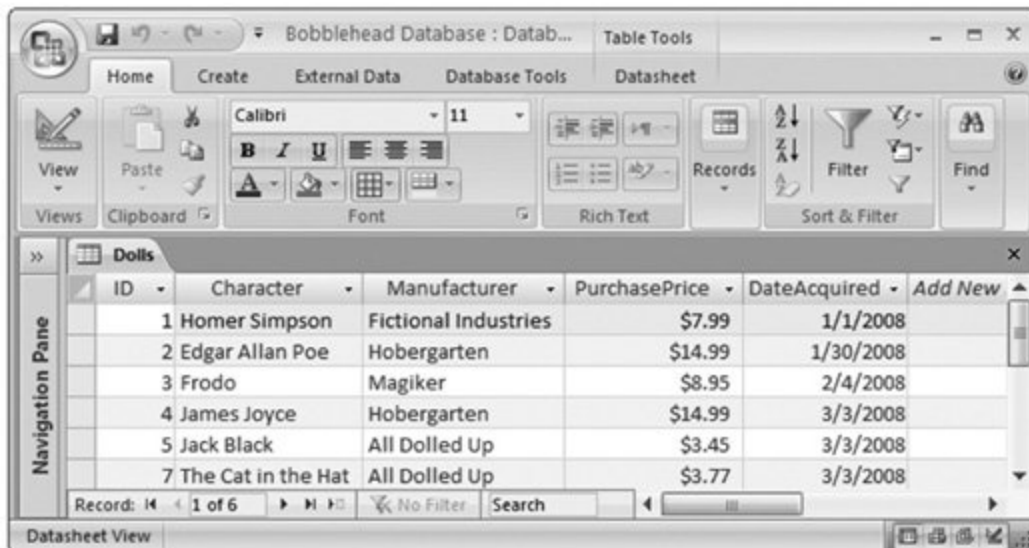 Bobblehead Database : Datab...
Table Tools
Home Create External Data Database Tools Datasheet
Calibri 11
B I U
A
View
Paste
Records
Filter
Find
Views
Clipboard
Font
Rich Text
Sort & Filter
Navigation Pane
Dolls
ID Character Manufacturer PurchasePrice DateAcquired Add New
1 Homer Simpson Fictional Industries $7.99 1/1/2008
2 Edgar Allan Poe Hobergarten $14.99 1/30/2008
3 Frodo Magiker $8.95 2/4/2008
4 James Joyce Hobergarten $14.99 3/3/2008
5 Jack Black All Dolled Up $3.45 3/3/2008
7 The Cat in the Hat All Dolled Up $3.77 3/3/2008
Record: 1 of 6 No Filter Search
Datasheet View